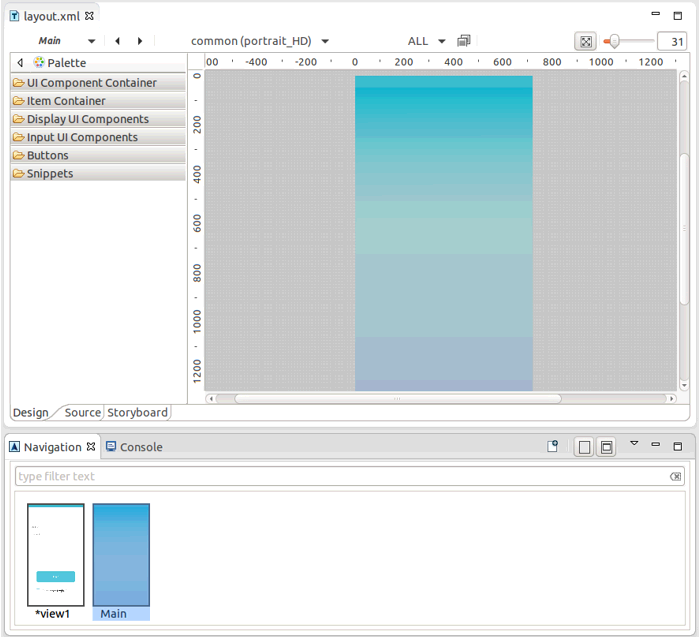 layout.xml
Main common (portrait_HD) ALL 31
Palette
00 -400 -200 0 200 400 600 800 1000 1200
UI Component Container
Item Container
Display UI Components
Input UI Components
Buttons
Snippets
0
200
400
600
800
1000
1200
Design Source Storyboard
Navigation Console
type filter text
*view1 Main